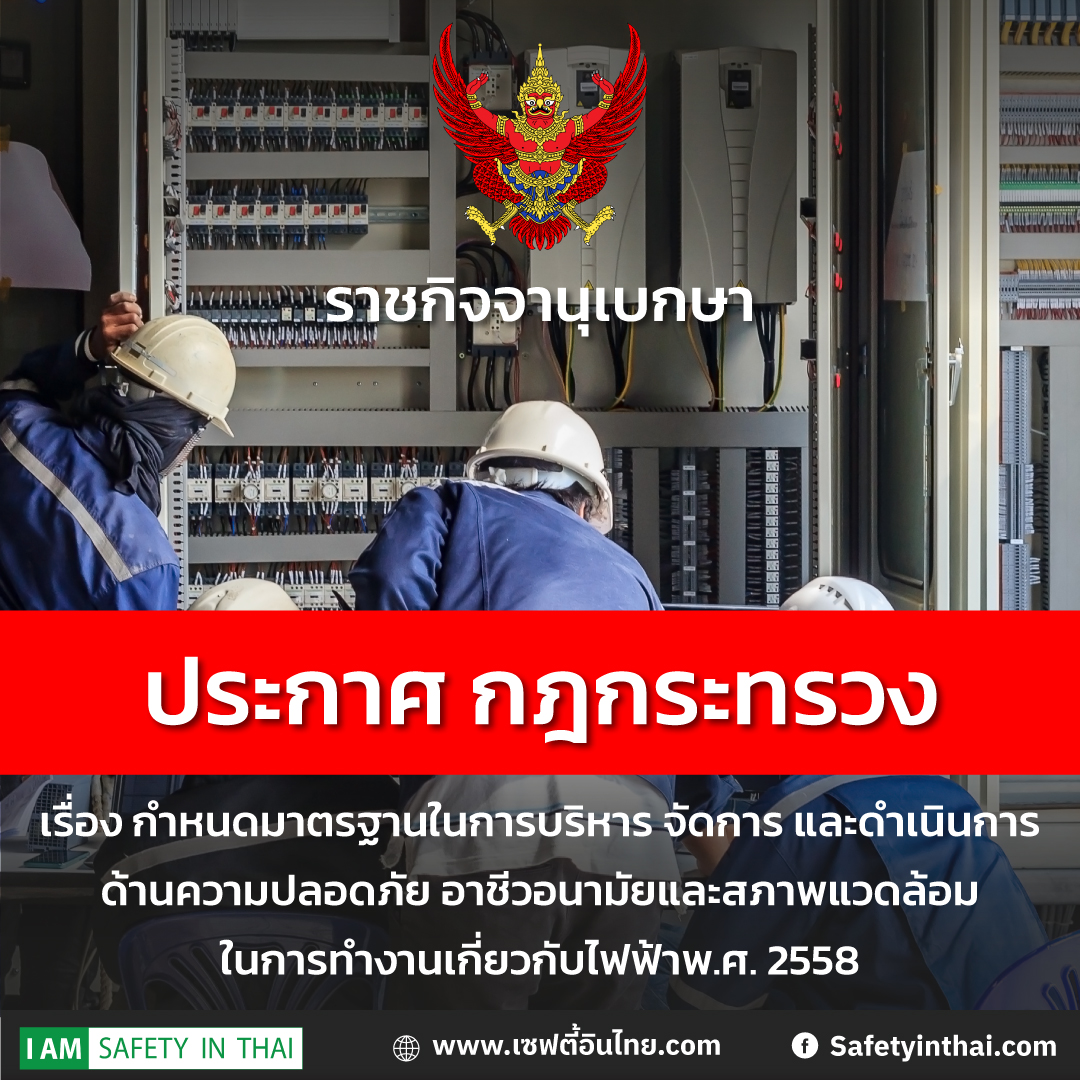 ราชกิจจานุเบกษา
ประกาศ กฎกระทรวง
เรื่อง กำหนดมาตรฐานในการบริหาร จัดการ และดำเนินการ
ด้านความปลอดภัย อาชีวอนามัยและสภาพแวดล้อม
ในการทำงานเกี่ยวกับไฟฟ้าพ.ศ. 2558
I AM SAFETY IN THAI www.เซฟตี้อินไทย.com Safetyinthai.com